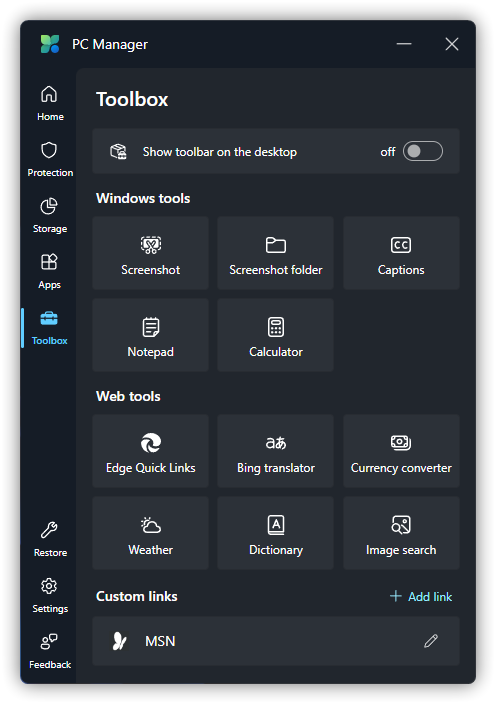 PC Manager
Home
Protection
Storage
Apps
Toolbox
Restore
Settings
Feedback
Toolbox
Show toolbar on the desktop off
Windows tools
Screenshot Screenshot folder Captions
CC
Notepad Calculator
Web tools
aあ
Edge Quick Links Bing translator Currency converter
A
Weather Dictionary Image search
Custom links + Add link
MSN